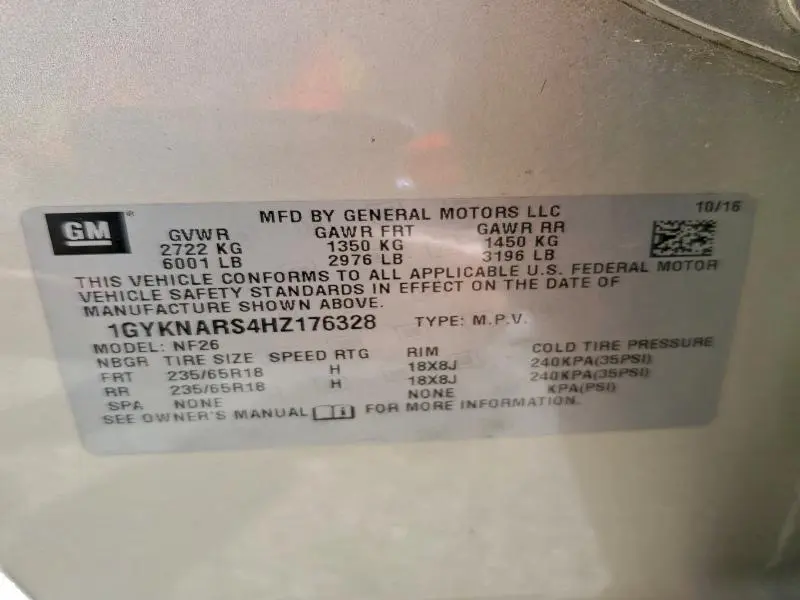 GM ®
MFD BY GENERAL MOTORS LLC 10/16
GVWR GAWR FRT GAWR RR
2722 KG 1350 KG 1450 KG
6001 LB 2976 LB 3196 LB
THIS VEHICLE CONFORMS TO ALL APPLICABLE U.S. FEDERAL MOTOR
VEHICLE SAFETY STANDARDS IN EFFECT ON THE DATE OF
MANUFACTURE SHOWN ABOVE.
1GYKNARS4HZ176328 TYPE: M.P.V.
MODEL: NF26
NBGR TIRE SIZE SPEED RTG RIM COLD TIRE PRESSURE
FRT 235/65R18 H 18X8J 240KPA(35PSI)
RR 235/65R18 H 18X8J 240KPA(35PSI)
SPA NONE NONE KPA(PSI)
SEE OWNER'S MANUAL FOR MORE INFORMATION.